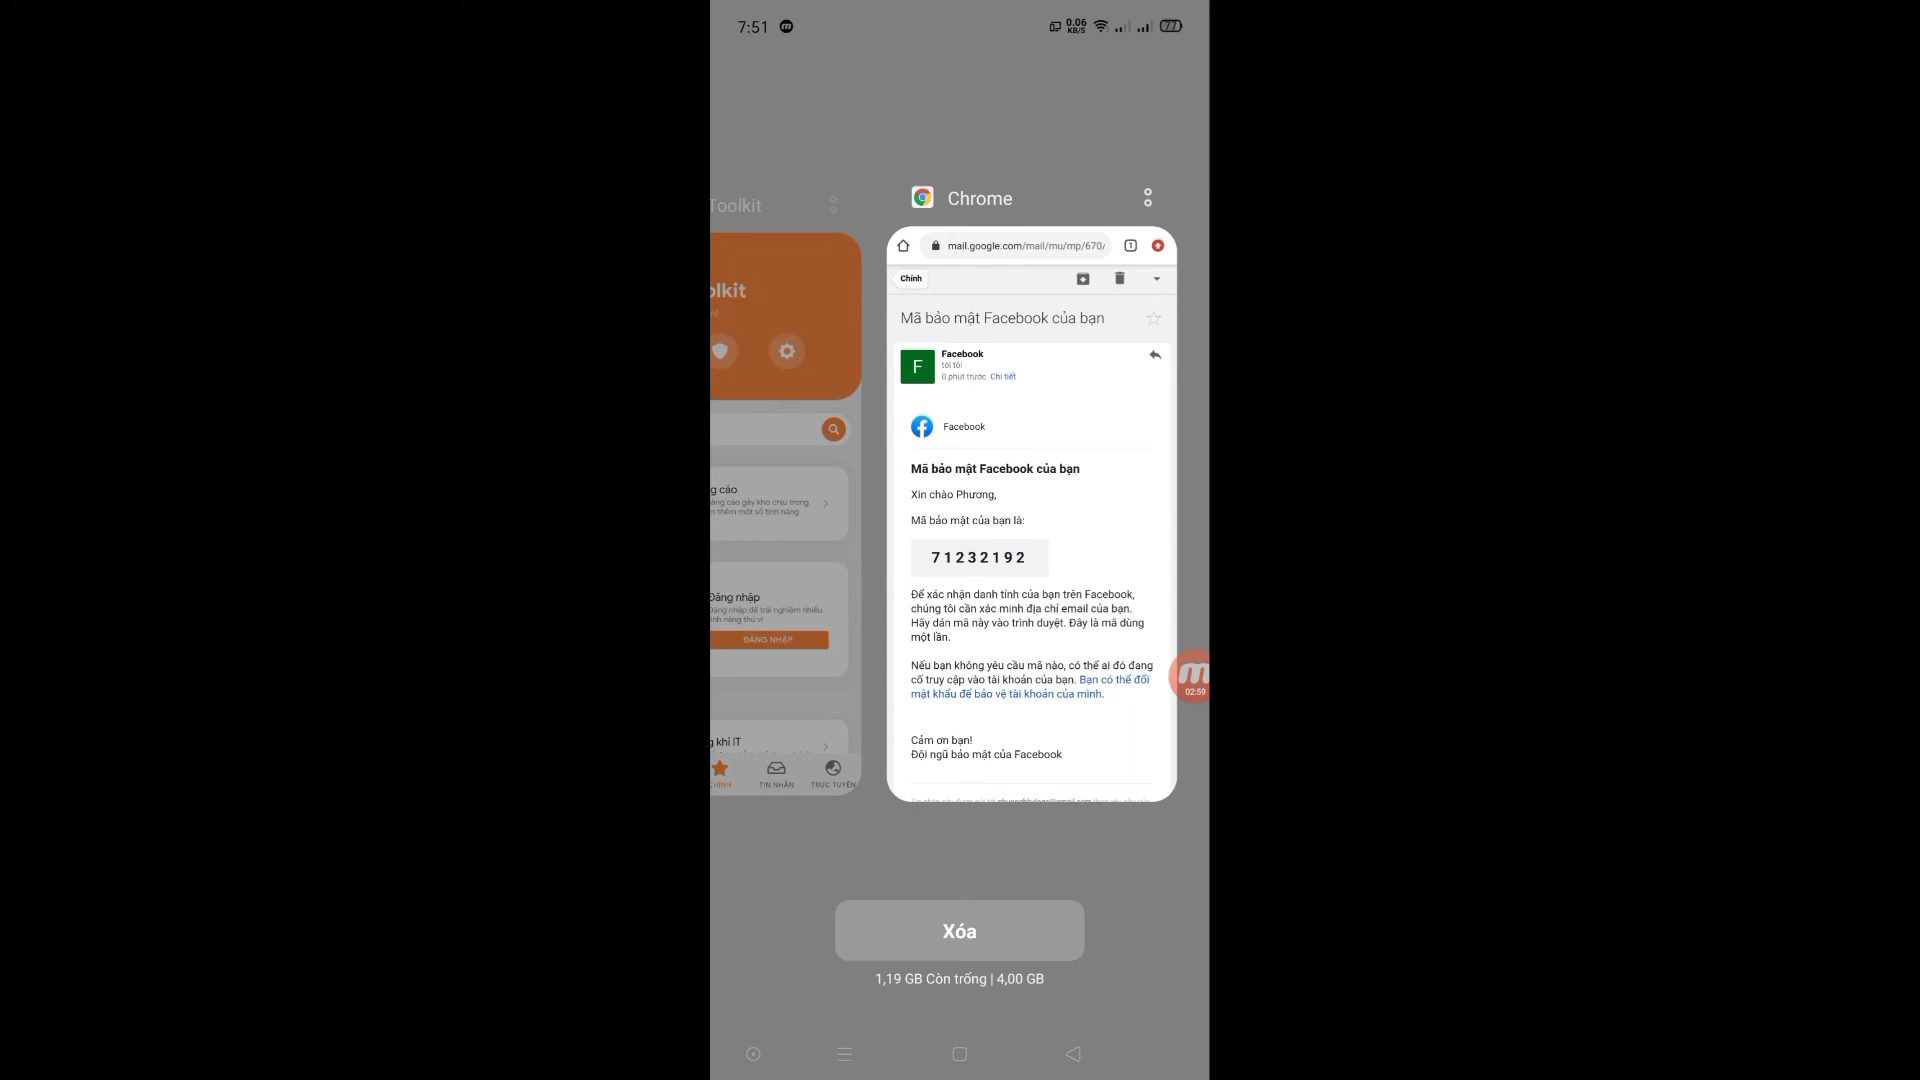 7:51
0.06
KB/S
77
Toolkit
Chrome
mail.google.com/mail/mu/mp/670/
1
Chính
Mã bảo mật Facebook của bạn
F
Facebook
tới tôi
0 phút trước Chi tiết
Facebook
Mã bảo mật Facebook của bạn
Xin chào Phương,
Mã bảo mật của bạn là:
71232192
Để xác nhận danh tính của bạn trên Facebook,
chúng tôi cần xác minh địa chỉ email của bạn.
Hãy dán mã này vào trình duyệt. Đây là mã dùng
một lần.
Nếu bạn không yêu cầu mã nào, có thể ai đó đang
cố truy cập vào tài khoản của bạn. Bạn có thể đổi
mật khẩu để bảo vệ tài khoản của mình.
Cảm ơn bạn!
Đội ngũ bảo mật của Facebook
olkit
g cáo
ảng cáo gây khó chịu trong
m thêm một số tính năng
Đăng nhập
Đăng nhập để trải nghiệm nhiều
tính năng thú vị
ĐĂNG NHẬP
g khí IT
CHÍNH
TIN NHẮN
TRỰC TUYẾN
02:59
Xóa
1,19 GB Còn trống | 4,00 GB